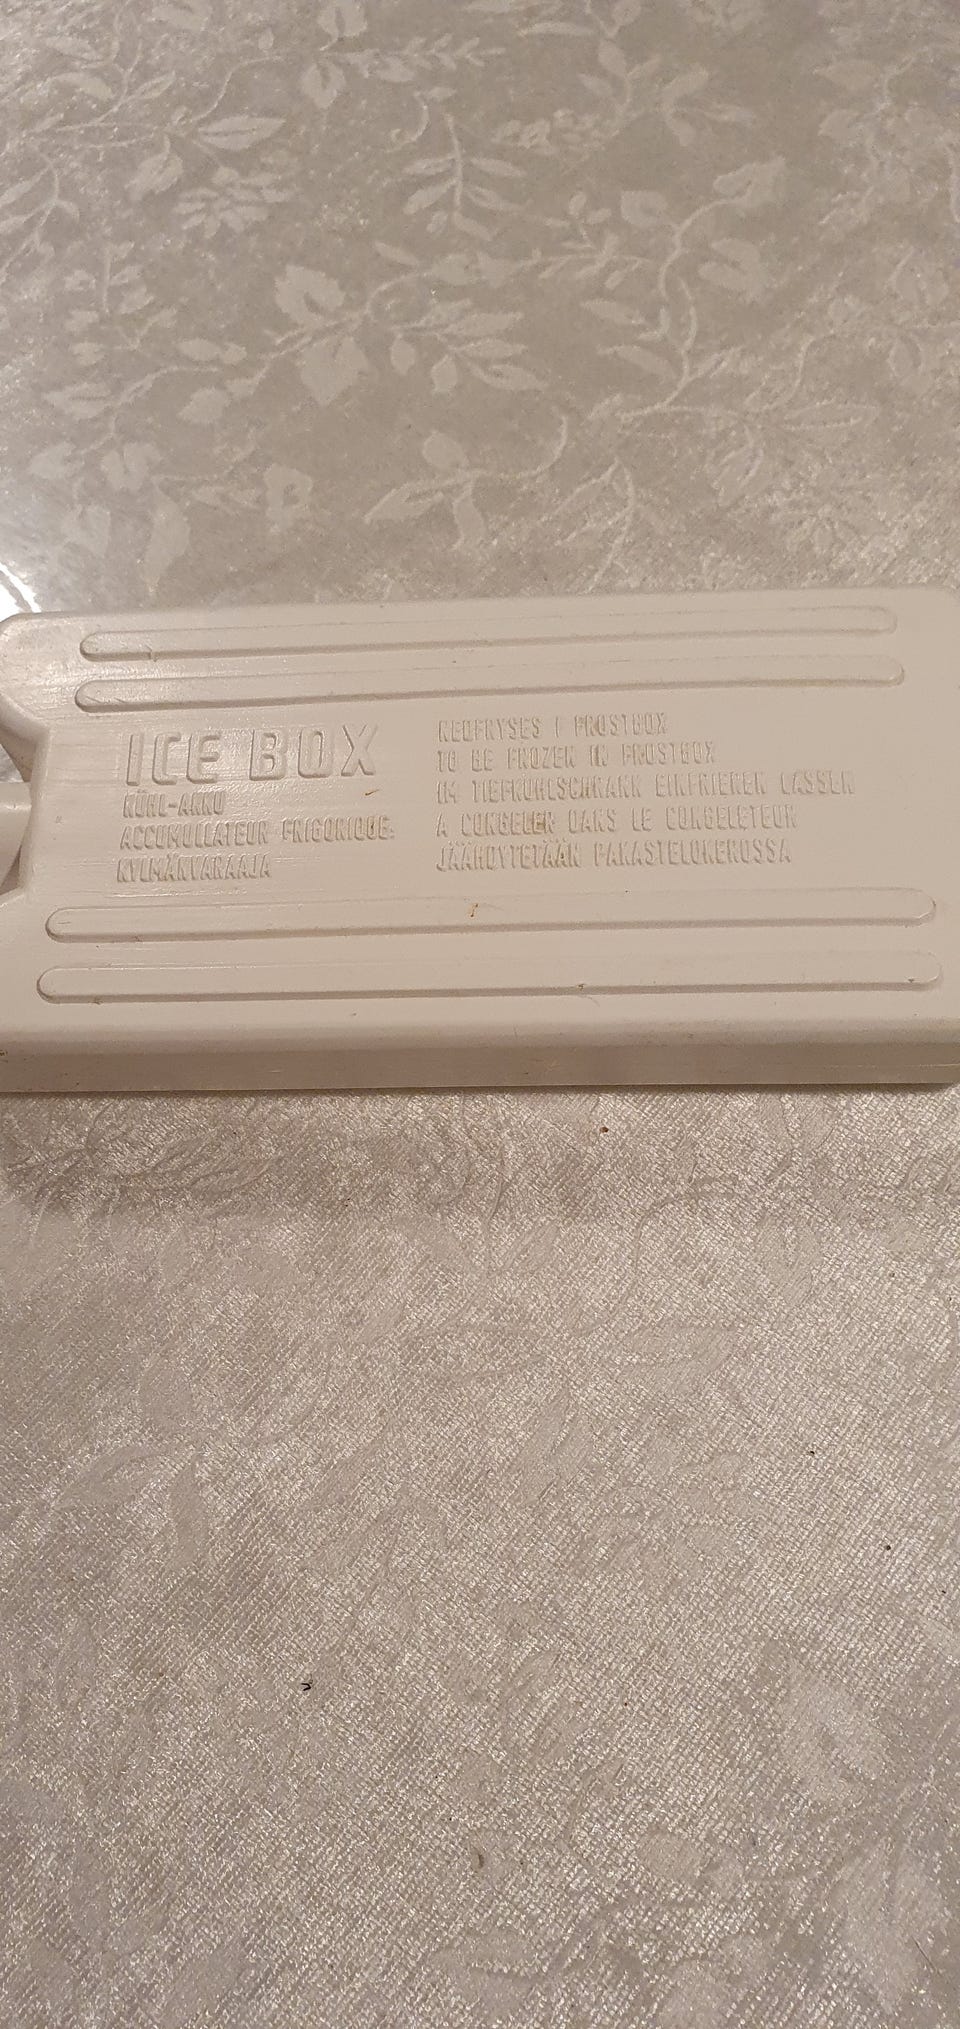 ICE BOX
KÜHL-AKKU
ACCUMULLATEUR FRIGORIQUE:
KYLMÄNVARAAJA
NEDFRYSES I FROSTBOX
TO BE FROZEN IN FROSTBOX
IM TIEFKÜHLSCHRANK EINFRIEREN LASSEN
A CONGELER DANS LE CONGELETEUR
JÄÄHDYTETÄÄN PAKASTELOKEROSSA